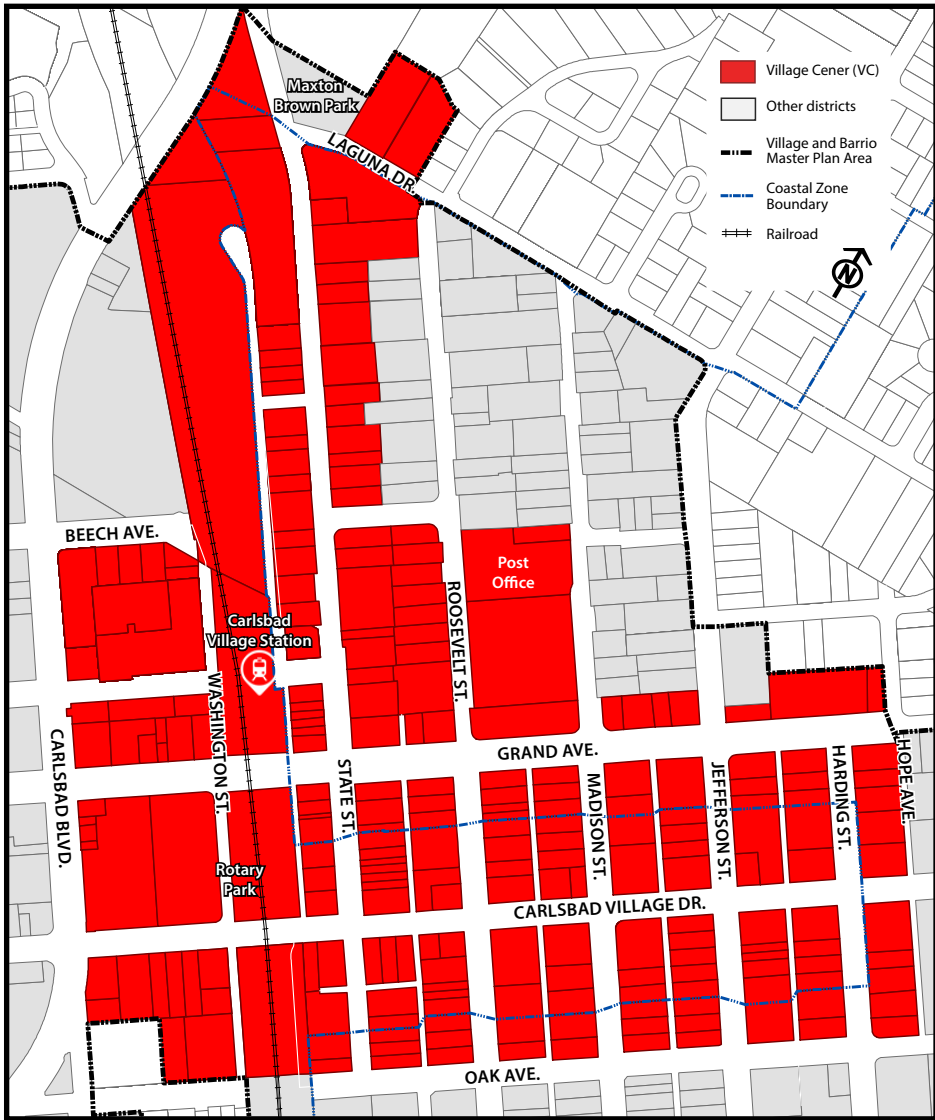 Village Cener (VC)
Other districts
Village and Barrio
Master Plan Area
Coastal Zone
Boundary
Railroad
N
Maxton
Brown Park
LAGUNA DR.
BEECH AVE.
Post
Office
ROOSEVELT ST.
Carlsbad
Village Station
WASHINGTON ST.
CARLSBAD BLVD.
STATE ST.
GRAND AVE.
MADISON ST.
JEFFERSON ST.
HARDING ST.
HOPE AVE.
Rotary
Park
CARLSBAD VILLAGE DR.
OAK AVE.